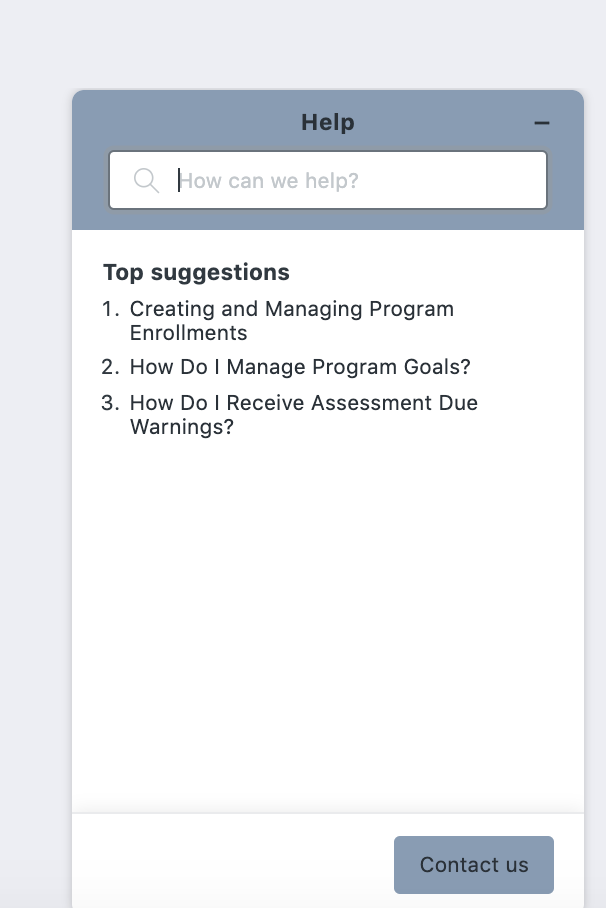 Help
How can we help?
Top suggestions
1. Creating and Managing Program
Enrollments
2. How Do I Manage Program Goals?
3. How Do I Receive Assessment Due
Warnings?
Contact us